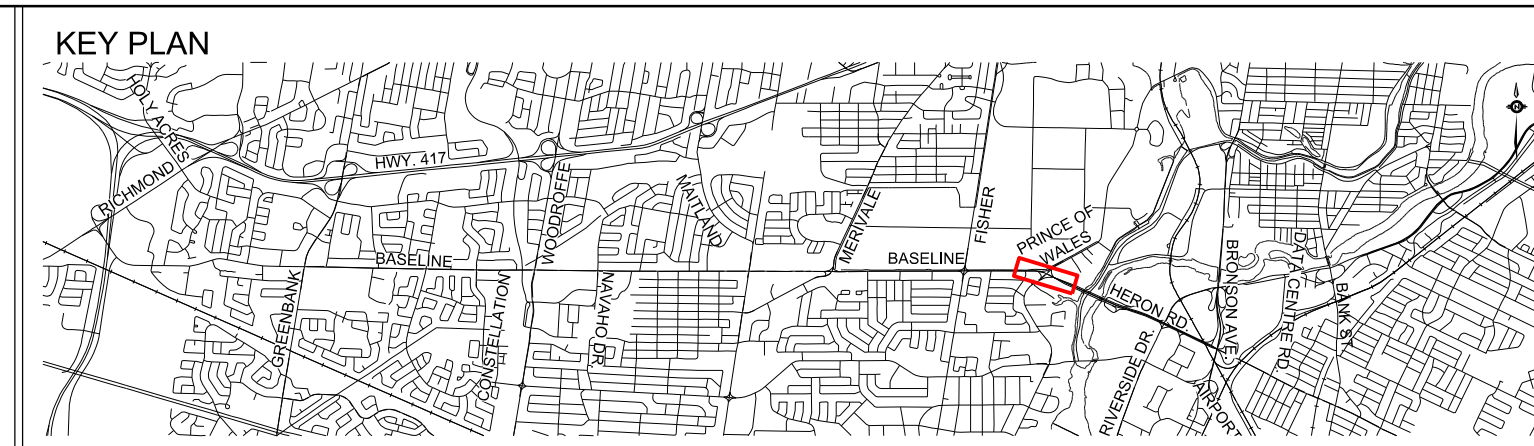 KEY PLAN
HOLY ACRES
RICHMOND
HWY. 417
GREENBANK
BASELINE
CONSTELLATION
WOODROFFE
NAVAHO DR.
MAITLAND
MERIVALE
BASELINE
FISHER
PRINCE OF
WALES
HERON RD.
RIVERSIDE DR.
BRONSON AVE.
AIRPORT
DATA CENTRE RD.
BANK ST.
N